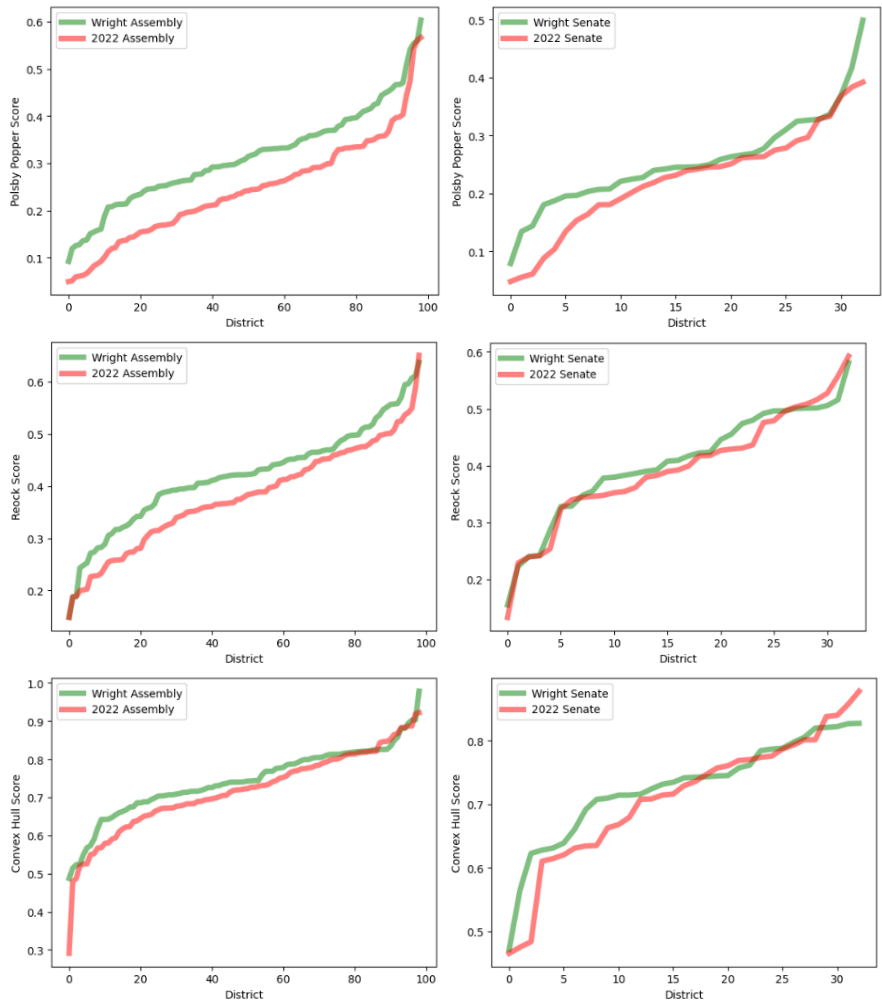 Wright Assembly
2022 Assembly
Polsby Popper Score
0.6
0.5
0.4
0.3
0.2
0.1
0 20 40 60 80 100
District
Wright Senate
2022 Senate
Polsby Popper Score
0.5
0.4
0.3
0.2
0.1
0 5 10 15 20 25 30
District
Wright Assembly
2022 Assembly
Reock Score
0.6
0.5
0.4
0.3
0.2
0 20 40 60 80 100
District
Wright Senate
2022 Senate
Reock Score
0.6
0.5
0.4
0.3
0.2
0 5 10 15 20 25 30
District
Wright Assembly
2022 Assembly
Convex Hull Score
1.0
0.9
0.8
0.7
0.6
0.5
0.4
0.3
0 20 40 60 80 100
District
Wright Senate
2022 Senate
Convex Hull Score
0.8
0.7
0.6
0.5
0 5 10 15 20 25 30
District